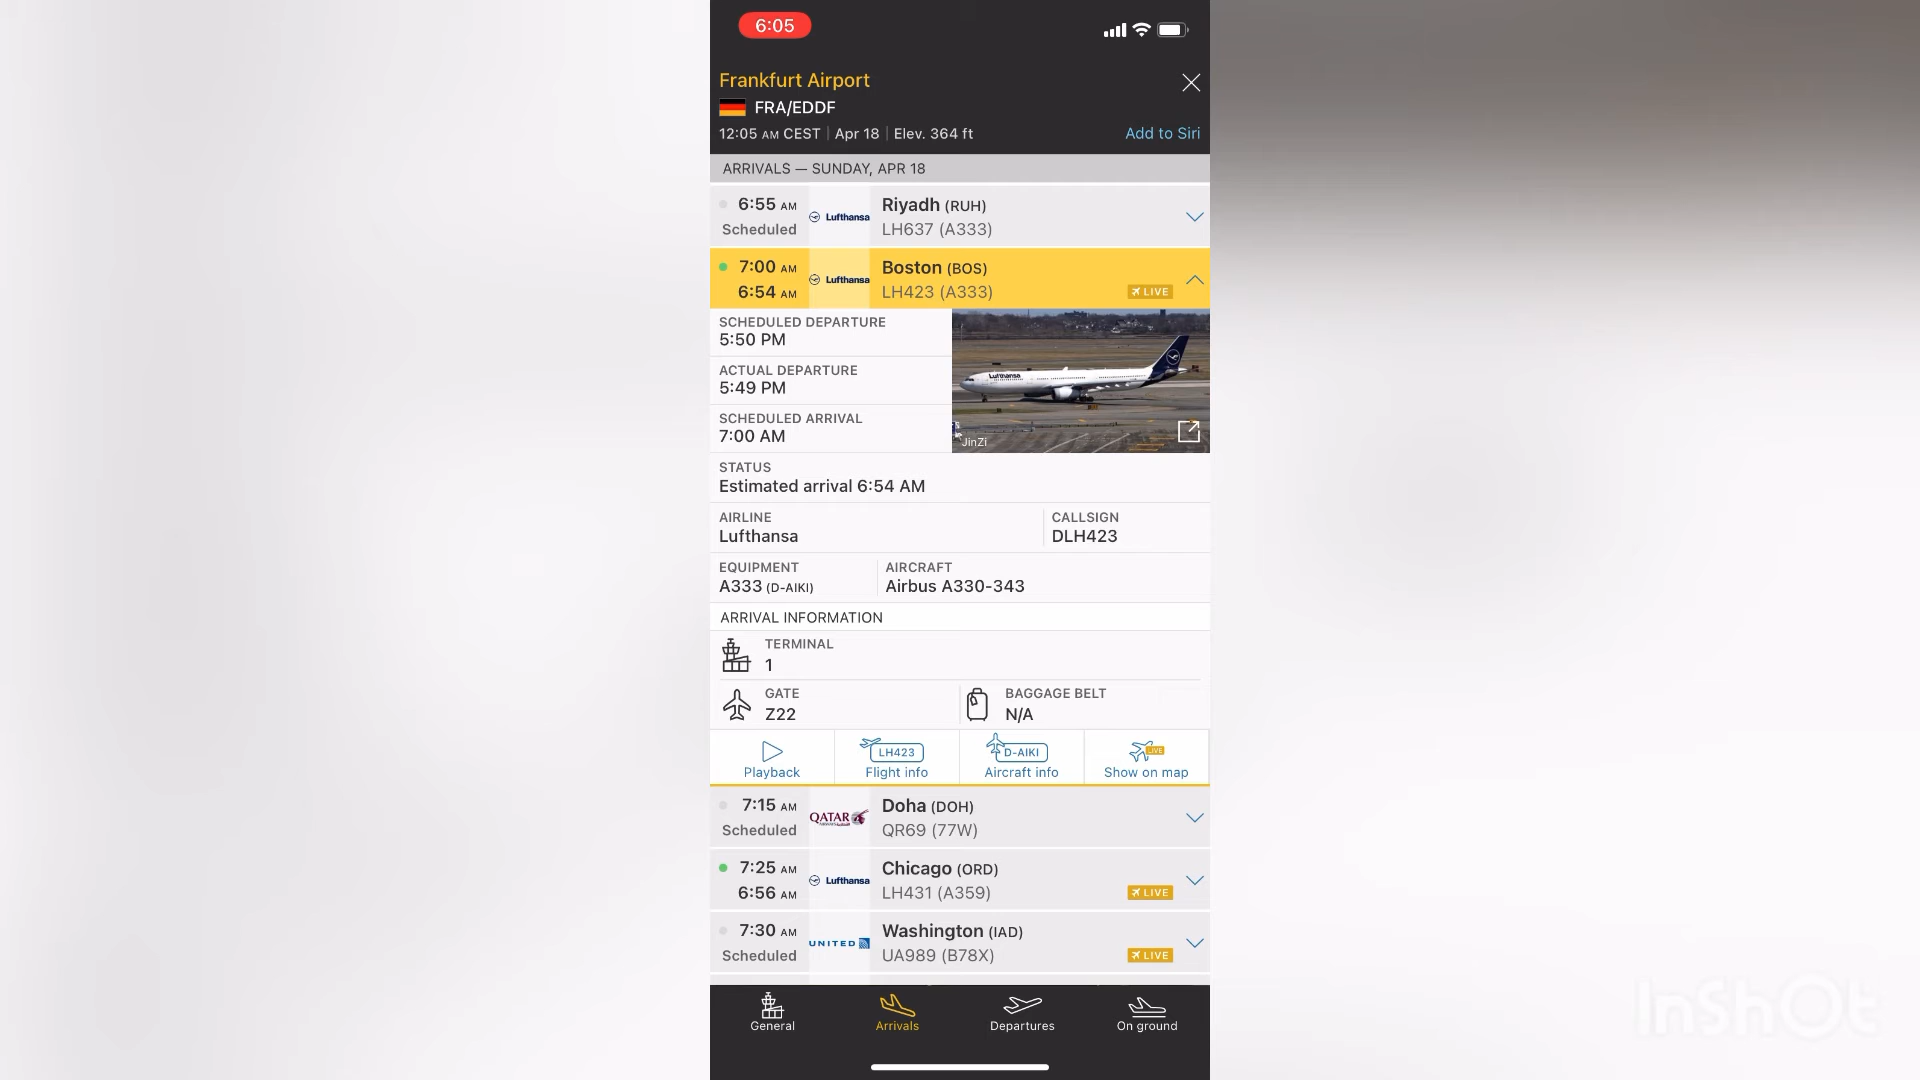 6:05
Frankfurt Airport
FRA/EDDF
12:05 AM CEST | Apr 18 | Elev. 364 ft
Add to Siri
ARRIVALS — SUNDAY, APR 18
6:55 AM
Scheduled
Lufthansa
Riyadh (RUH)
LH637 (A333)
7:00 AM
6:54 AM
Lufthansa
Boston (BOS)
LH423 (A333)
LIVE
SCHEDULED DEPARTURE
5:50 PM
ACTUAL DEPARTURE
5:49 PM
SCHEDULED ARRIVAL
7:00 AM
Lufthansa
JinZi
STATUS
Estimated arrival 6:54 AM
AIRLINE
Lufthansa
CALLSIGN
DLH423
EQUIPMENT
A333 (D-AIKI)
AIRCRAFT
Airbus A330-343
ARRIVAL INFORMATION
TERMINAL
1
GATE
Z22
BAGGAGE BELT
N/A
Playback
LH423
Flight info
D-AIKI
Aircraft info
LIVE
Show on map
7:15 AM
Scheduled
QATAR
AIRWAYS
Doha (DOH)
QR69 (77W)
7:25 AM
6:56 AM
Lufthansa
Chicago (ORD)
LH431 (A359)
LIVE
7:30 AM
Scheduled
UNITED
Washington (IAD)
UA989 (B78X)
LIVE
General
Arrivals
Departures
On ground
InShOt